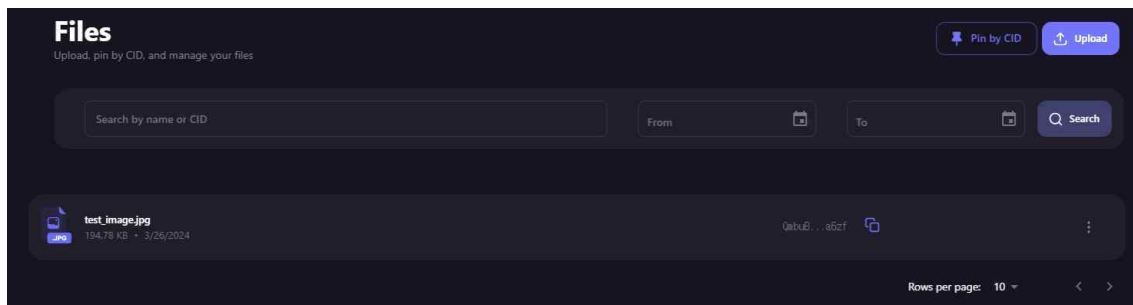 Files
Upload, pin by CID, and manage your files
Pin by CID
Upload
Search by name or CID
From
To
Search
test_image.jpg
.JPG
194.78 KB • 3/26/2024
QmbuB...a6zf
Rows per page: 10